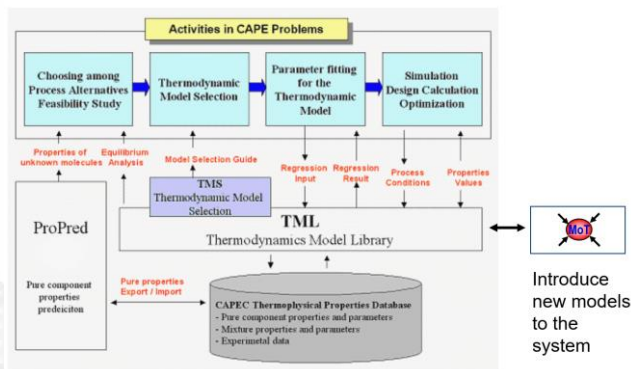 Activities in CAPE Problems
Choosing among
Process Alternatives
Feasibility Study
Thermodynamic
Model Selection
Parameter fitting
for the
Thermodynamic
Model
Simulation
Design Calculation
Optimization
Properties of
unknown molecules
Equilibrium
Analysis
Model Selection Guide
Regression
Input
Regression
Result
Process
Conditions
Properties
Values
TMS
Thermodynamic Model
Selection
ProPred
Pure component
properties
predeiciton
TML
Thermodynamics Model Library
MoT
Introduce
new models
to the
system
Pure properties
Export / Import
CAPEC Thermophysical Properties Database
- Pure component properties and parameters
- Mixture properties and parameters
- Experimetal data